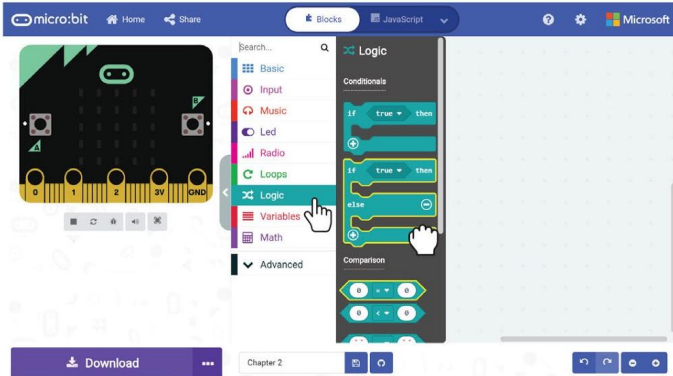 micro:bit Home Share Blocks JavaScript ? Microsoft
Search...
Basic
Input
Music
Led
Radio
Loops
Logic
Variables
Math
Advanced
B
A
0 1 2 3V GND
Logic
Conditionals
if true then
if true then
else
Comparison
0 = 0
0 < 0
Download
Chapter 2